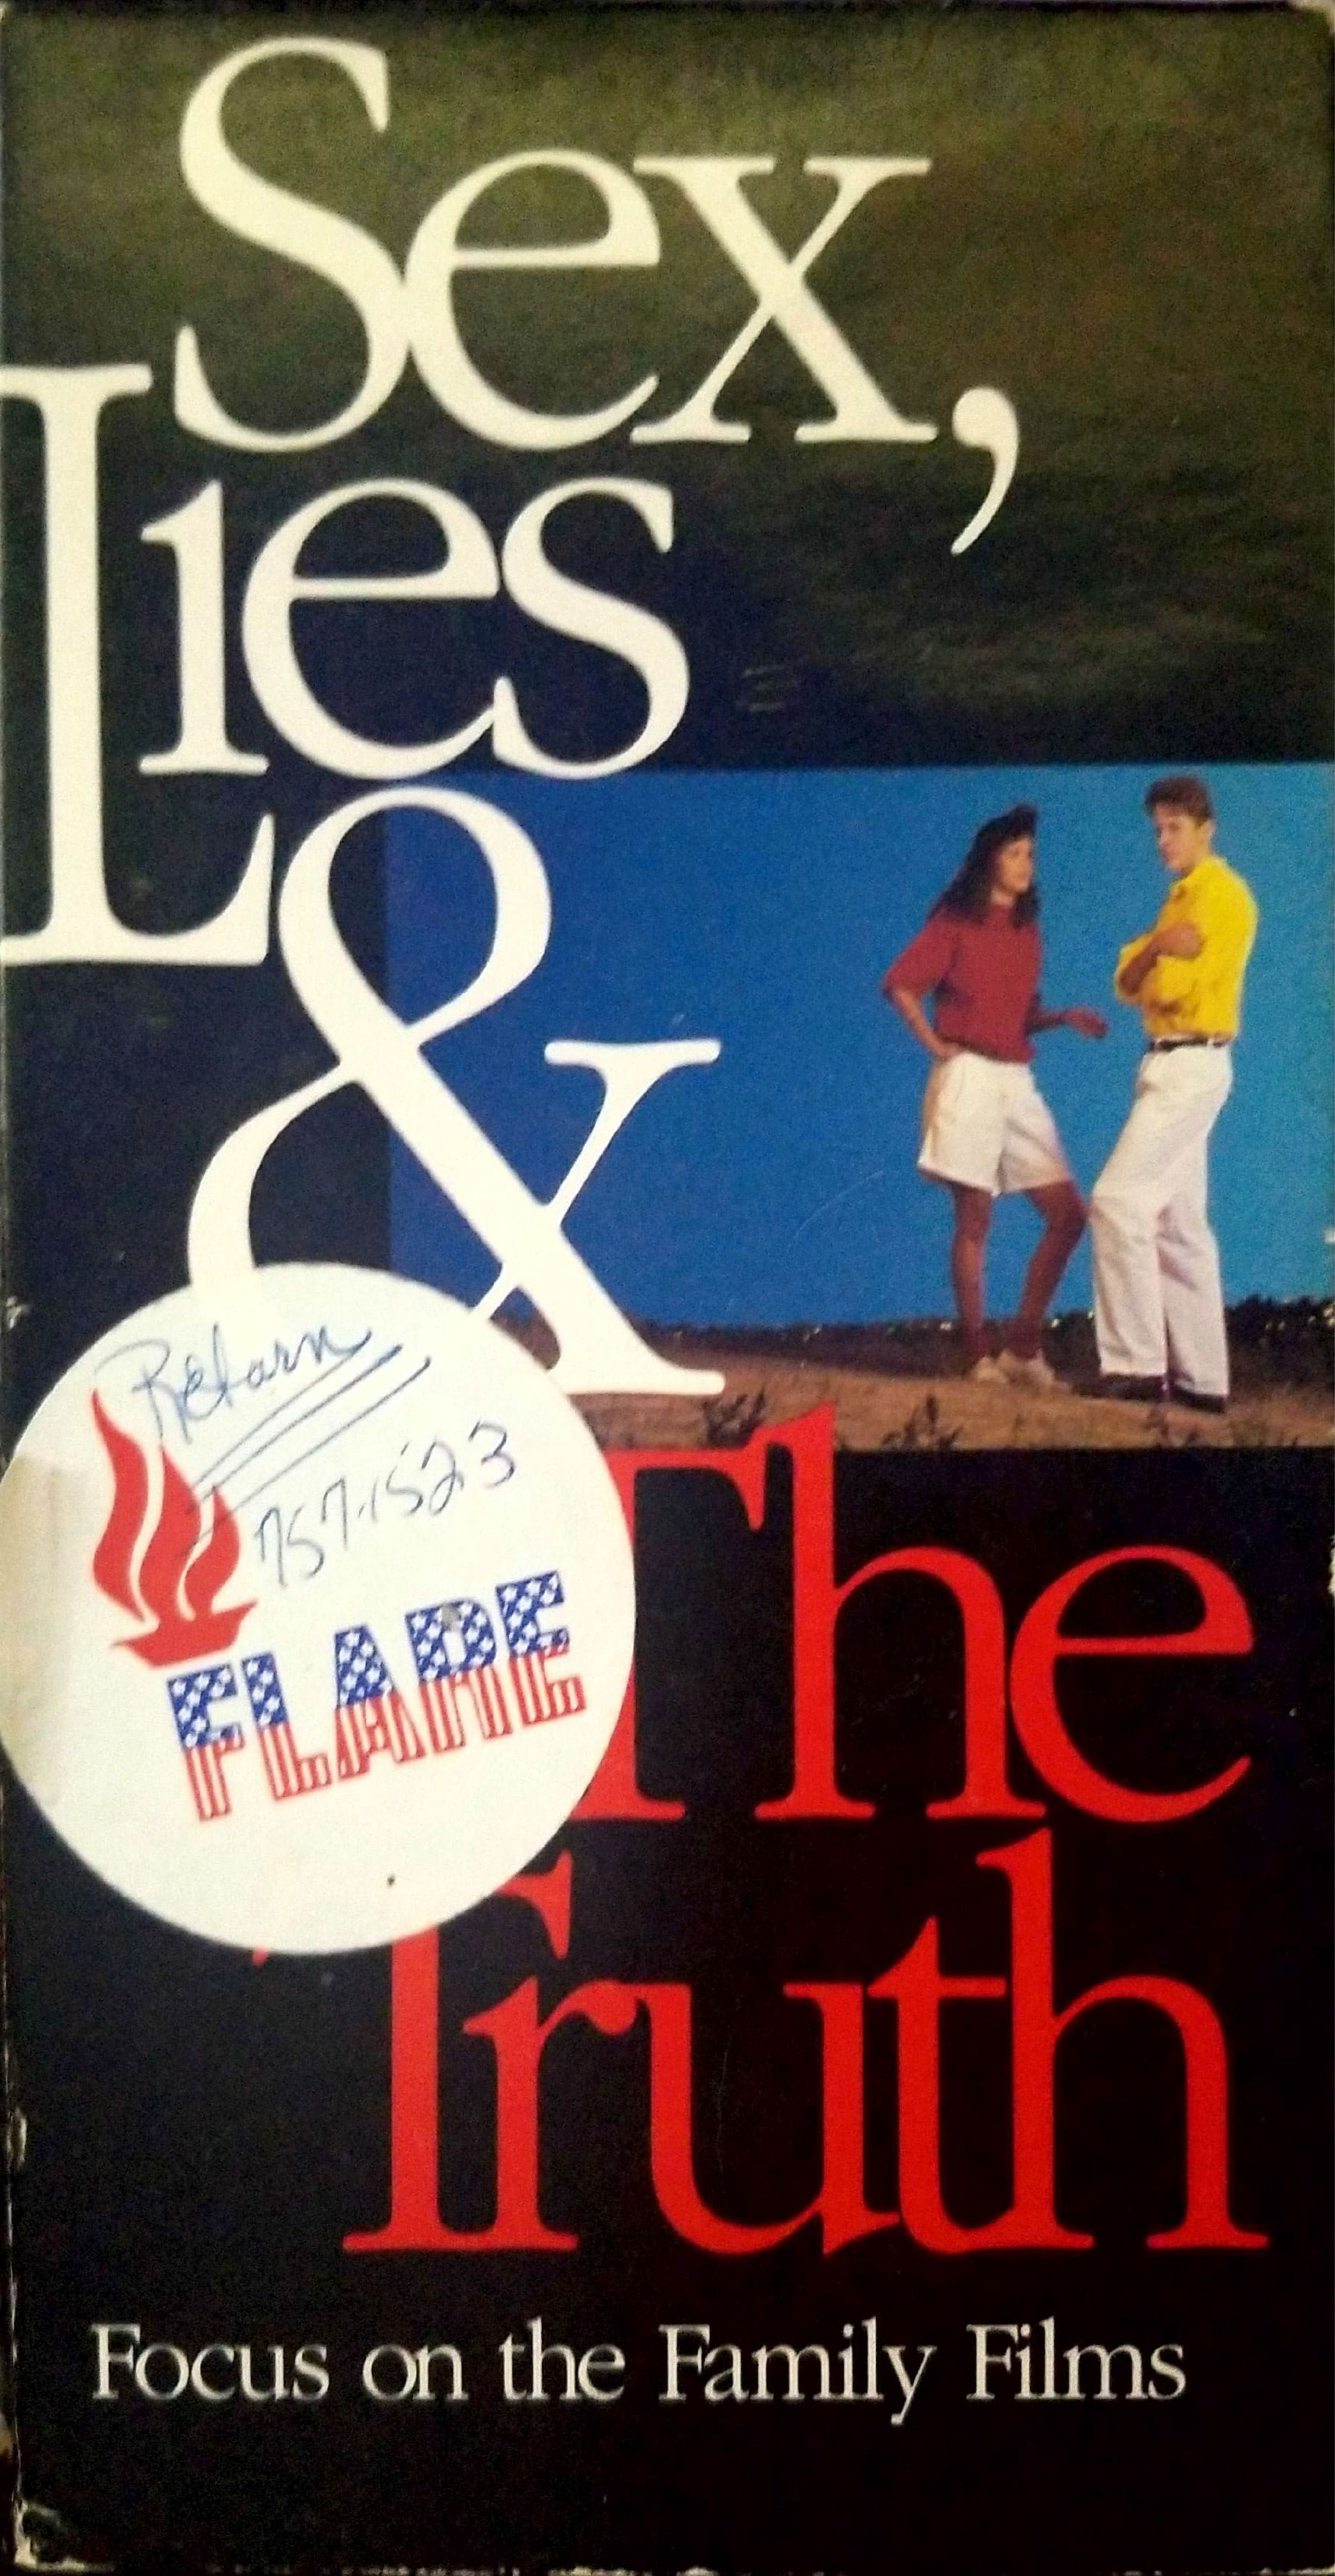 Sex,
Lies
&
The
Truth
Return
757-1523
FLARE
Focus on the Family Films